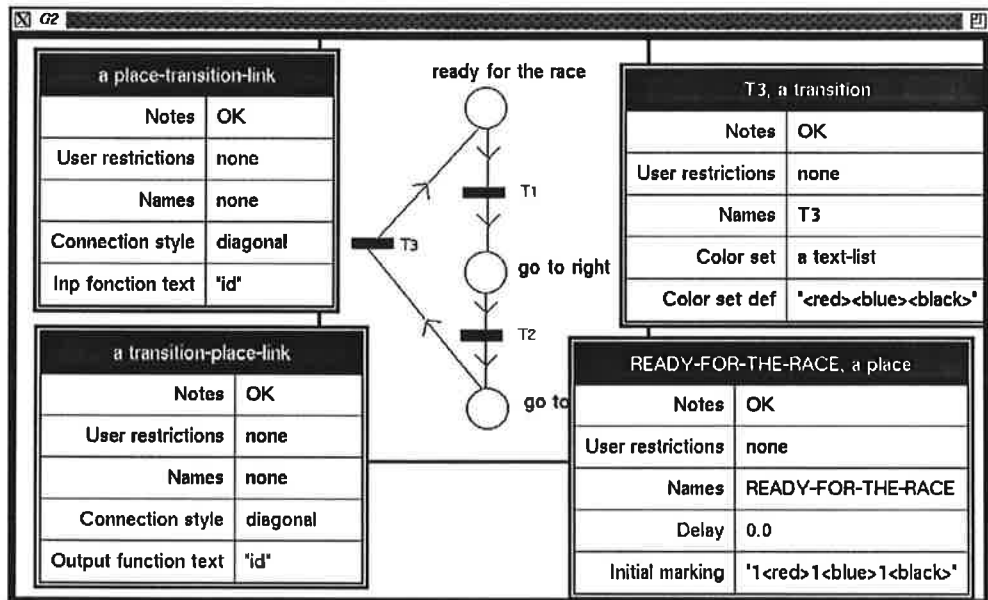 G2
a place-transition-link
Notes OK
User restrictions none
Names none
Connection style diagonal
Inp fonction text "id"
a transition-place-link
Notes OK
User restrictions none
Names none
Connection style diagonal
Output function text "id"
ready for the race
T1
T3
go to right
T2
go to
T3, a transition
Notes OK
User restrictions none
Names T3
Color set a text-list
Color set def "<red><blue><black>"
READY-FOR-THE-RACE, a place
Notes OK
User restrictions none
Names READY-FOR-THE-RACE
Delay 0.0
Initial marking "1<red>1<blue>1<black>"